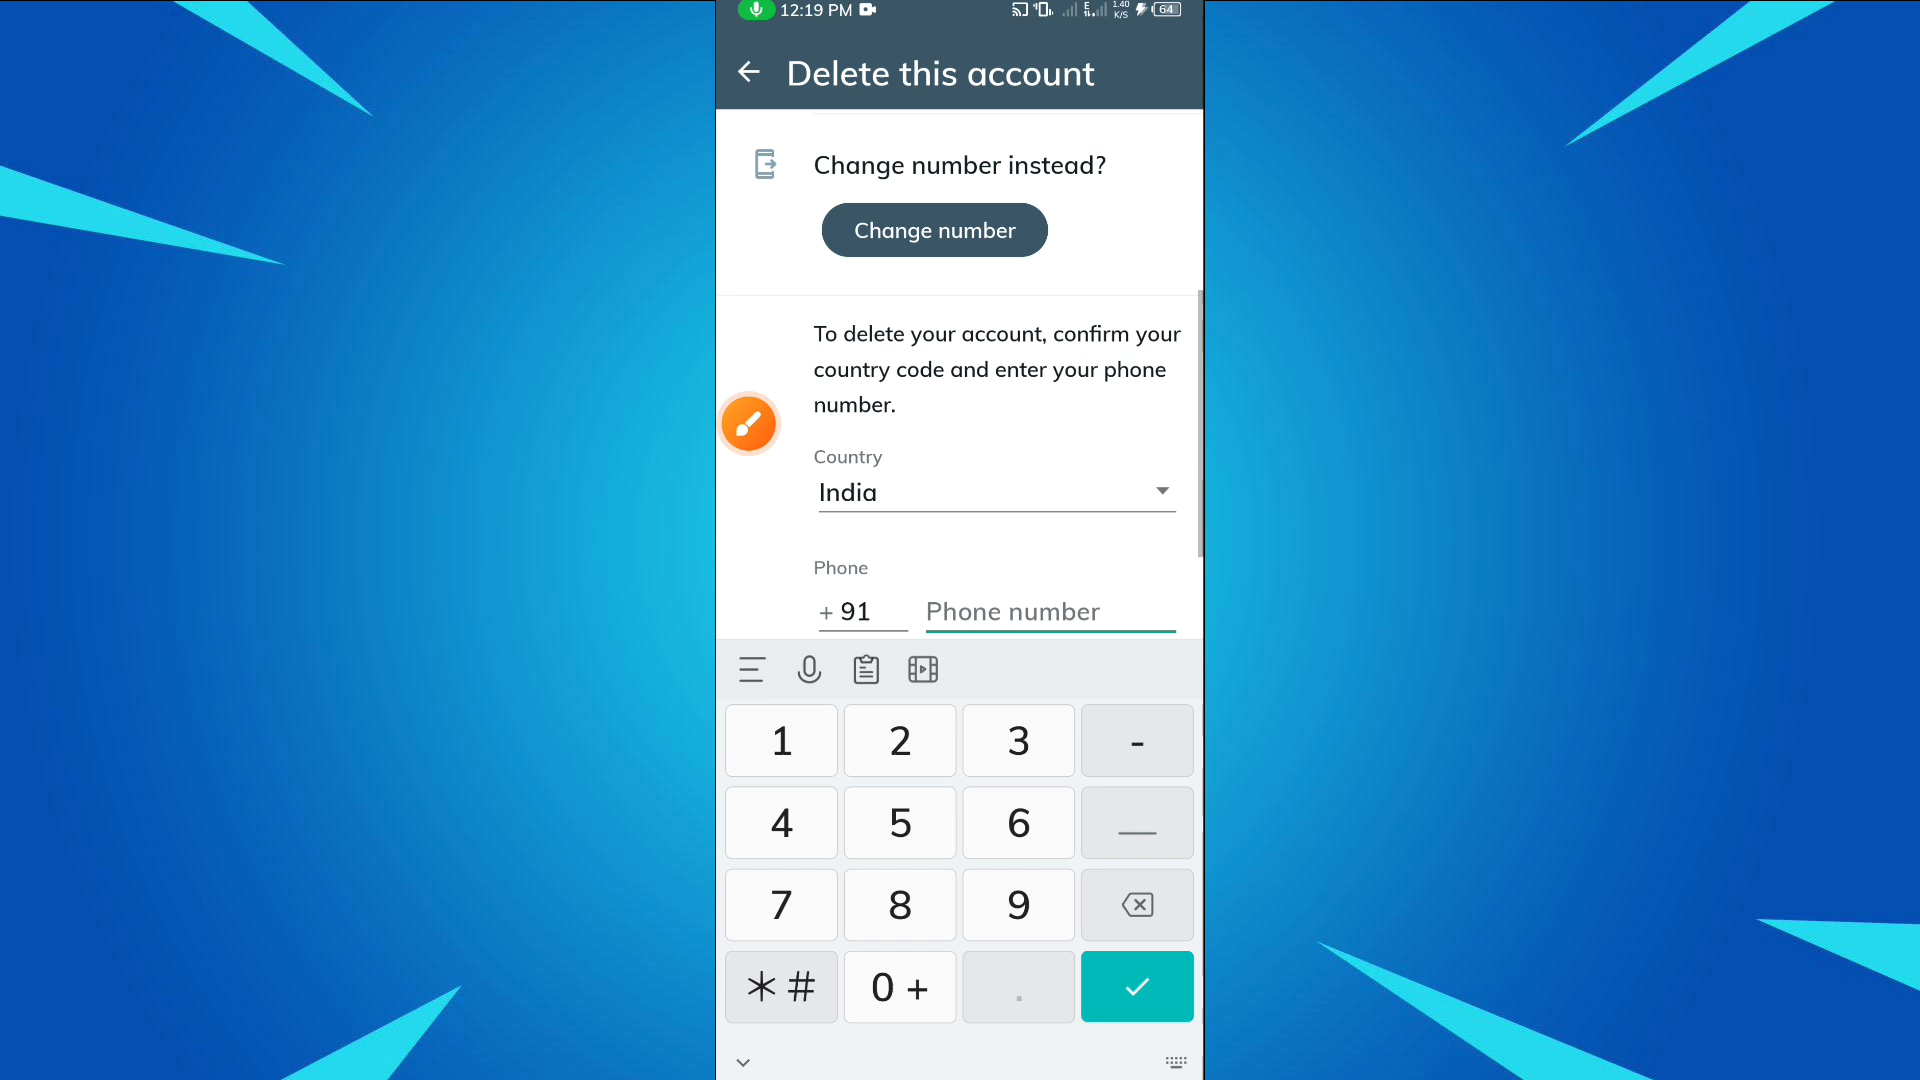 12:19 PM
E
1.40
K/S
64
Delete this account
Change number instead?
Change number
To delete your account, confirm your
country code and enter your phone
number.
Country
India
Phone
+ 91 Phone number
1 2 3 -
4 5 6
7 8 9
* # 0 + .